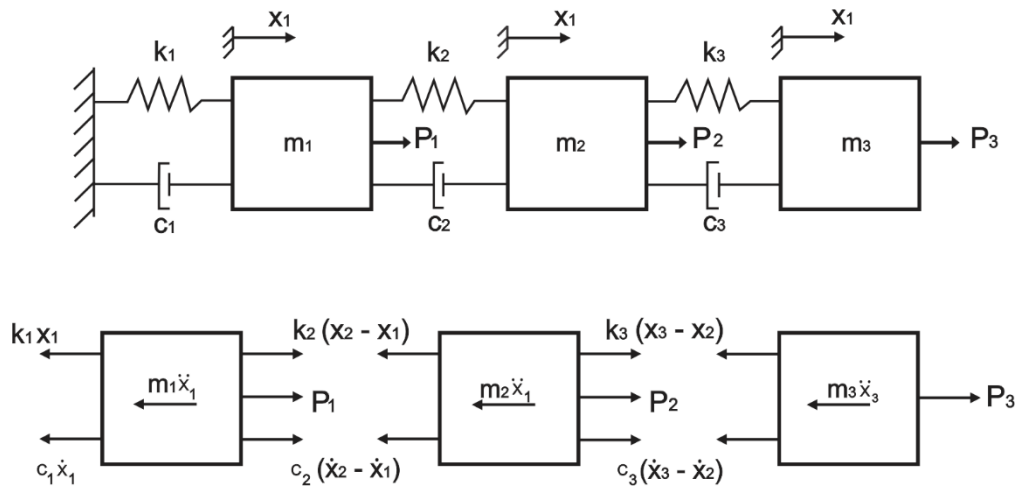 x₁ x₁ x₁
k₁ k₂ k₃
m₁ P₁ m₂ P₂ m₃ P₃
c₁ c₂ c₃
k₁x₁ k₂(x₂ - x₁) k₃(x₃ - x₂)
m₁ẍ₁ P₁ m₂ẍ₁ P₂ m₃ẍ₃ P₃
c₁ẋ₁ c₂(ẋ₂ - ẋ₁) c₃(ẋ₃ - ẋ₂)